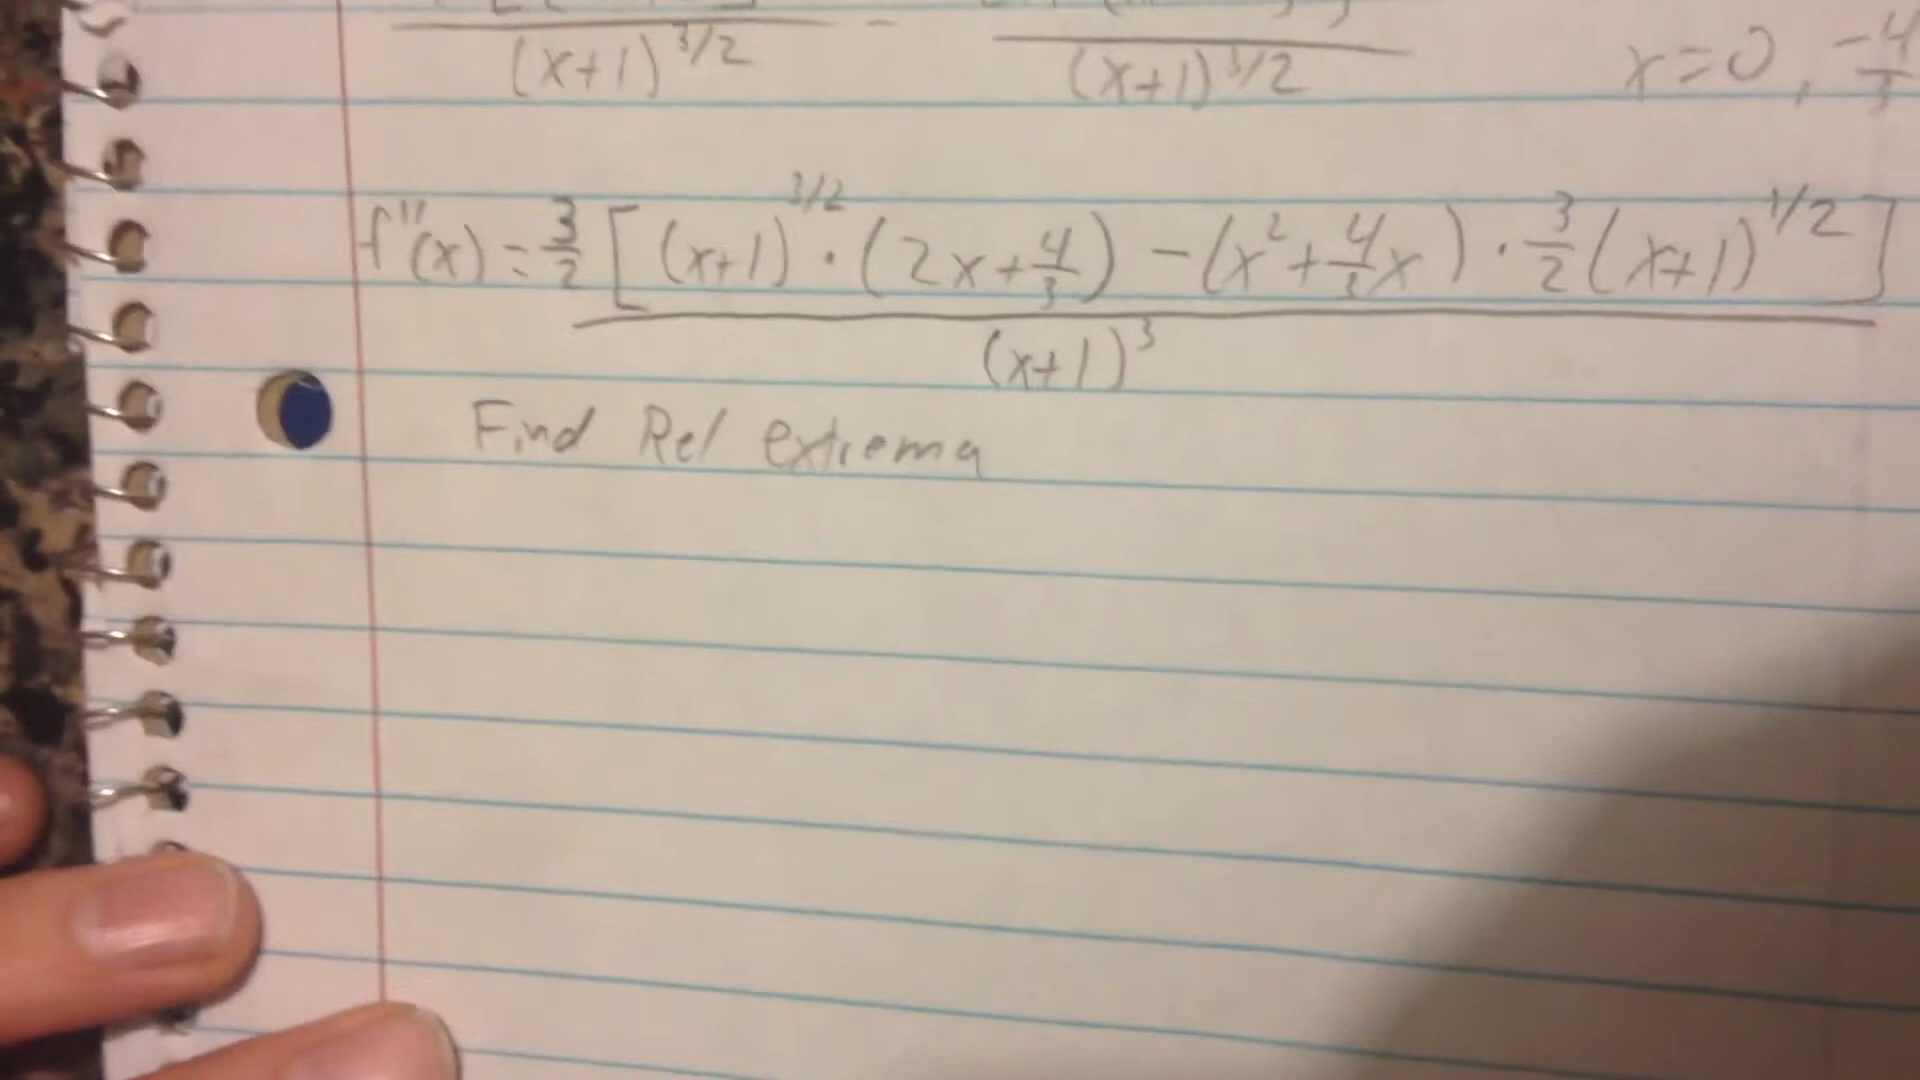 (x+1)^3/2 - (x+1)^3/2 x=0, -4/3
f''(x) = 3/2 [(x+1)^3/2 · (2x+4/3) - (x^2+4/3x) · 3/2(x+1)^1/2]
(x+1)^3
Find Rel extrema